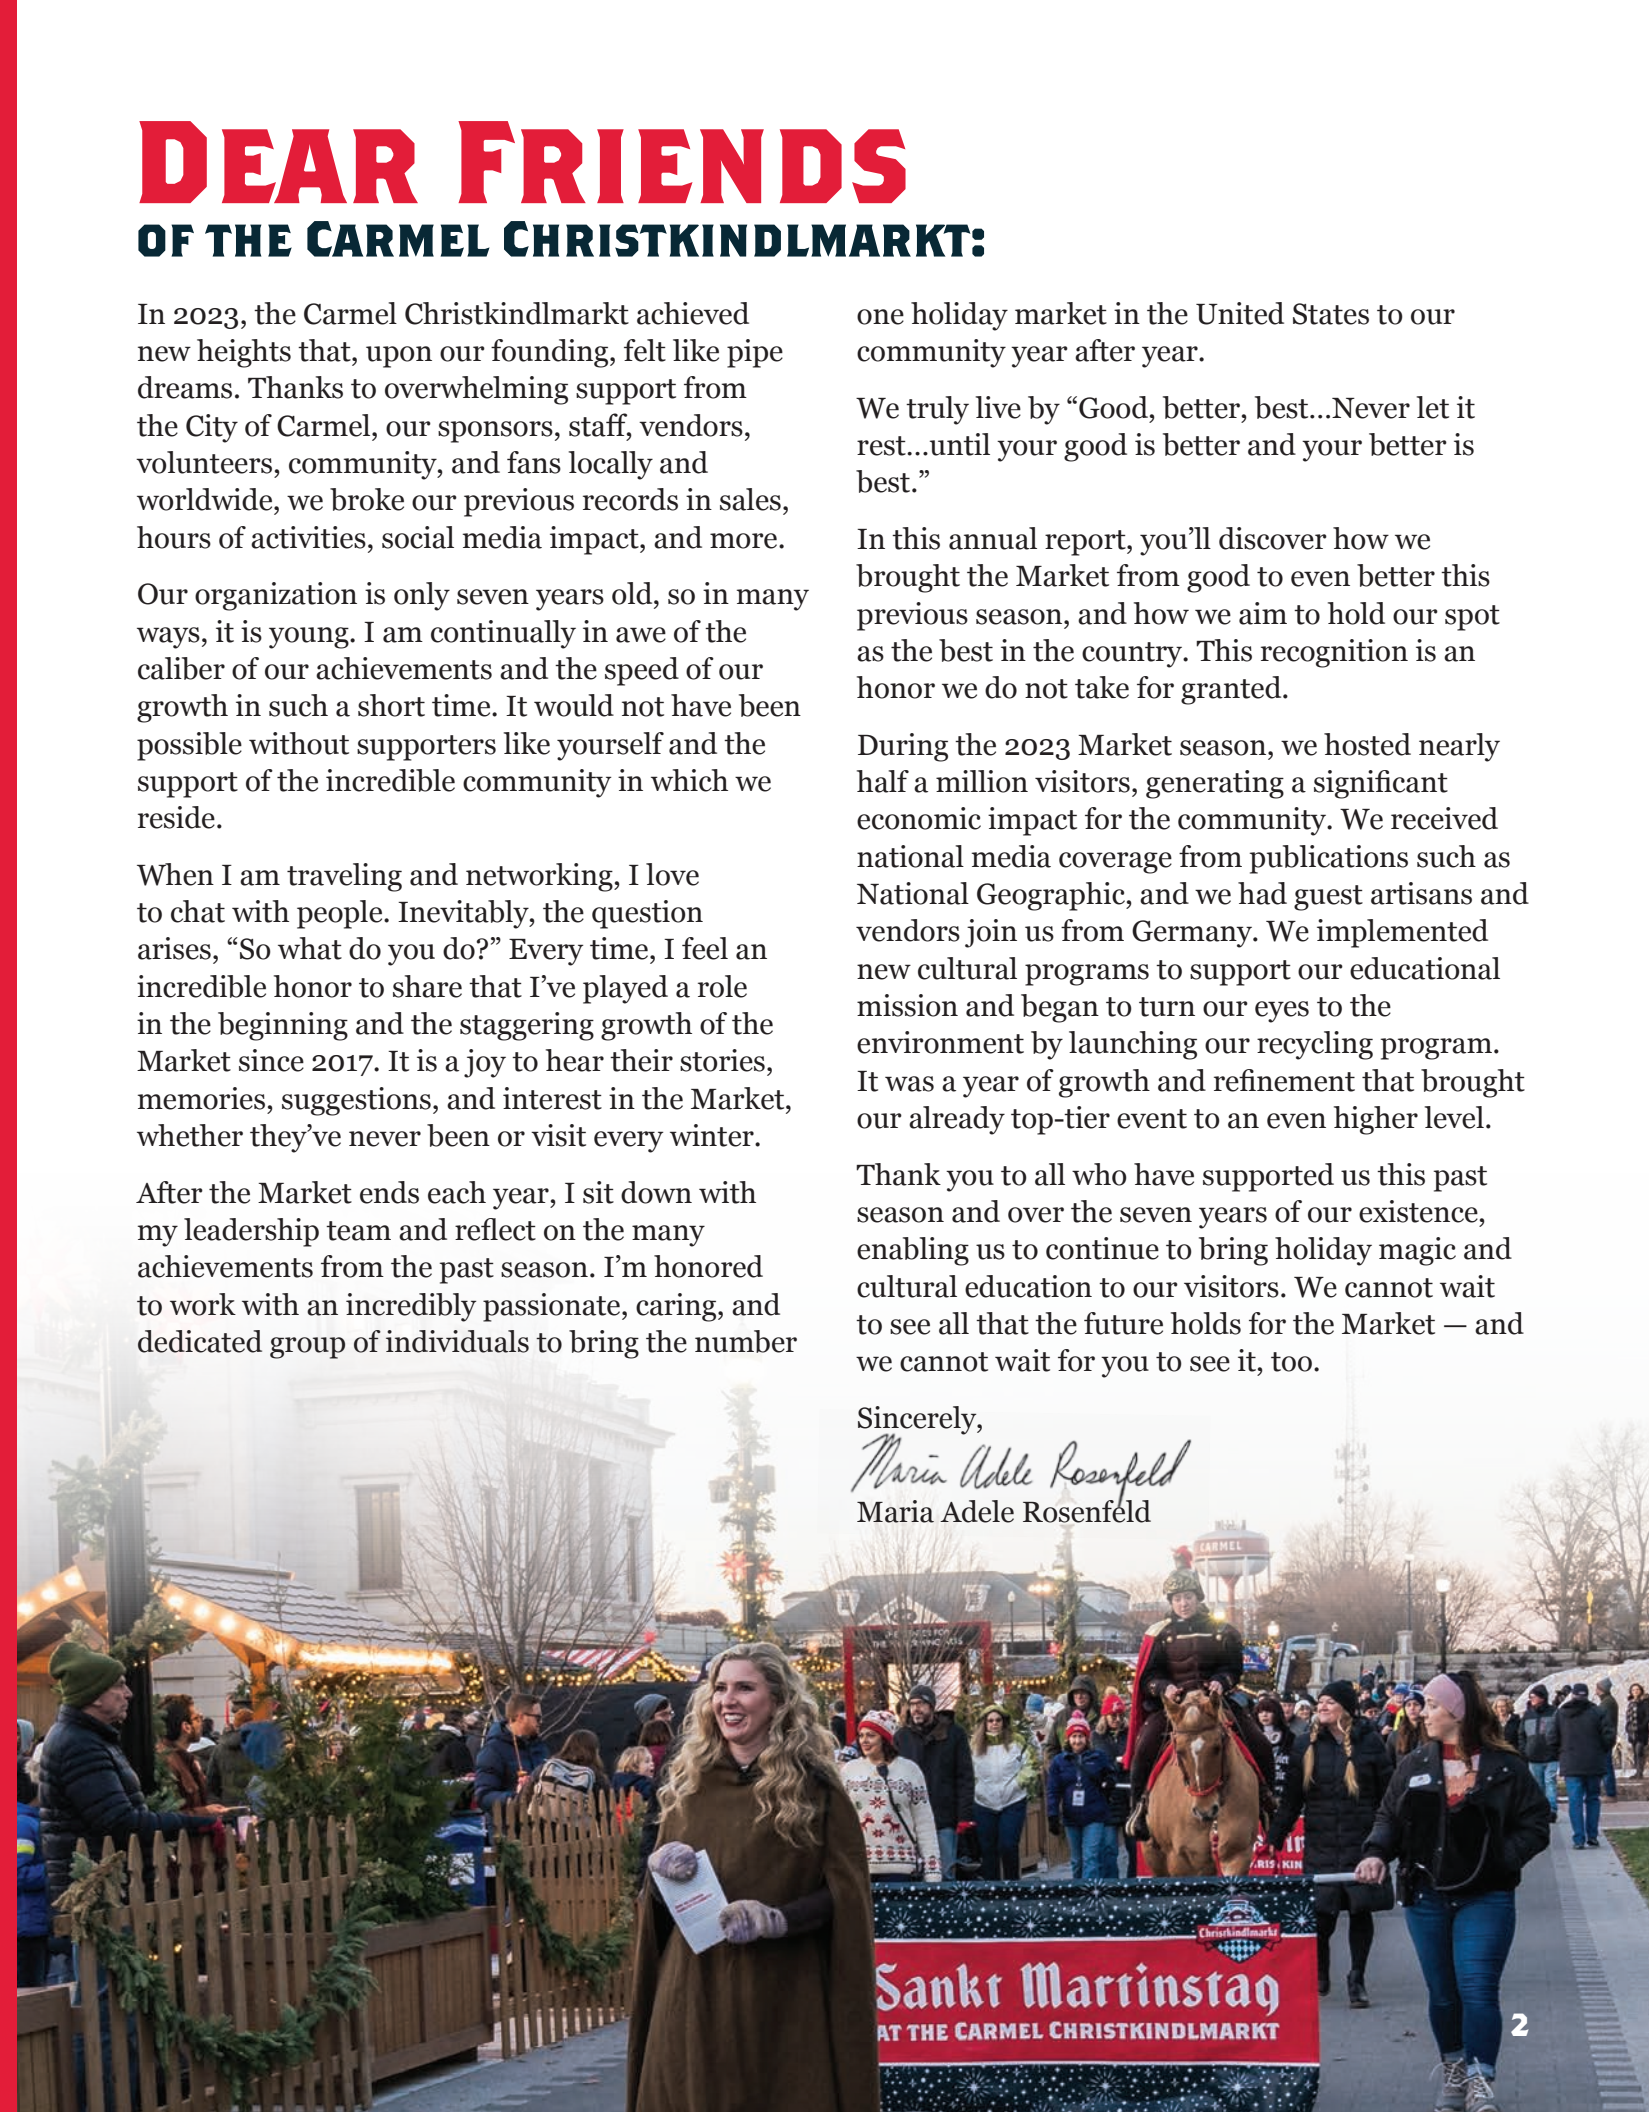 DEAR FRIENDS
OF THE CARMEL CHRISTKINDLMARKT:
In 2023, the Carmel Christkindlmarkt achieved
new heights that, upon our founding, felt like pipe
dreams. Thanks to overwhelming support from
the City of Carmel, our sponsors, staff, vendors,
volunteers, community, and fans locally and
worldwide, we broke our previous records in sales,
hours of activities, social media impact, and more.
Our organization is only seven years old, so in many
ways, it is young. I am continually in awe of the
caliber of our achievements and the speed of our
growth in such a short time. It would not have been
possible without supporters like yourself and the
support of the incredible community in which we
reside.
When I am traveling and networking, I love
to chat with people. Inevitably, the question
arises, “So what do you do?” Every time, I feel an
incredible honor to share that I’ve played a role
in the beginning and the staggering growth of the
Market since 2017. It is a joy to hear their stories,
memories, suggestions, and interest in the Market,
whether they’ve never been or visit every winter.
After the Market ends each year, I sit down with
my leadership team and reflect on the many
achievements from the past season. I’m honored
to work with an incredibly passionate, caring, and
dedicated group of individuals to bring the number
one holiday market in the United States to our
community year after year.
We truly live by “Good, better, best...Never let it
rest...until your good is better and your better is
best.”
In this annual report, you’ll discover how we
brought the Market from good to even better this
previous season, and how we aim to hold our spot
as the best in the country. This recognition is an
honor we do not take for granted.
During the 2023 Market season, we hosted nearly
half a million visitors, generating a significant
economic impact for the community. We received
national media coverage from publications such as
National Geographic, and we had guest artisans and
vendors join us from Germany. We implemented
new cultural programs to support our educational
mission and began to turn our eyes to the
environment by launching our recycling program.
It was a year of growth and refinement that brought
our already top-tier event to an even higher level.
Thank you to all who have supported us this past
season and over the seven years of our existence,
enabling us to continue to bring holiday magic and
cultural education to our visitors. We cannot wait
to see all that the future holds for the Market — and
we cannot wait for you to see it, too.
Sincerely,
Maria Adele Rosenfeld
Maria Adele Rosenfeld
CARMEL
Christkindlmarkt
Sankt Martinstag
AT THE CARMEL CHRISTKINDLMARKT
2